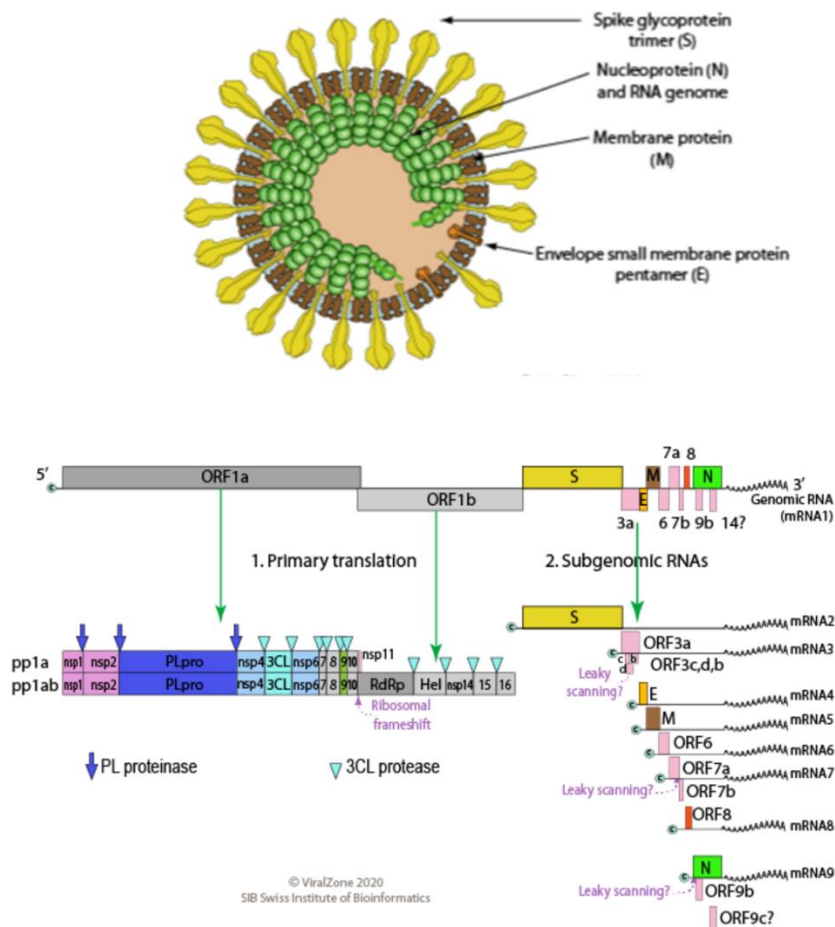 Spike glycoprotein
trimer (S)
Nucleoprotein (N)
and RNA genome
Membrane protein
(M)
Envelope small membrane protein
pentamer (E)
7a 8
5' ORF1a S M N 3'
c ORF1b E Genomic RNA
(mRNA1)
3a 6 7b 9b 14?
1. Primary translation 2. Subgenomic RNAs
S
c mRNA2
ORF3a
c mRNA3
c b ORF3c,d,b
d
Leaky
scanning?
E
c mRNA4
M
c mRNA5
ORF6
c mRNA6
ORF7a
c mRNA7
Leaky scanning? ORF7b
ORF8
c mRNA8
N
c mRNA9
Leaky scanning? ORF9b
ORF9c?
nsp11
pp1a nsp1 nsp2 PLpro nsp4 3CL nsp6 7 8 9 10
pp1ab nsp1 nsp2 PLpro nsp4 3CL nsp6 7 8 9 10 RdRp Hel nsp14 15 16
Ribosomal
frameshift
PL proteinase 3CL protease
© ViralZone 2020
SIB Swiss Institute of Bioinformatics